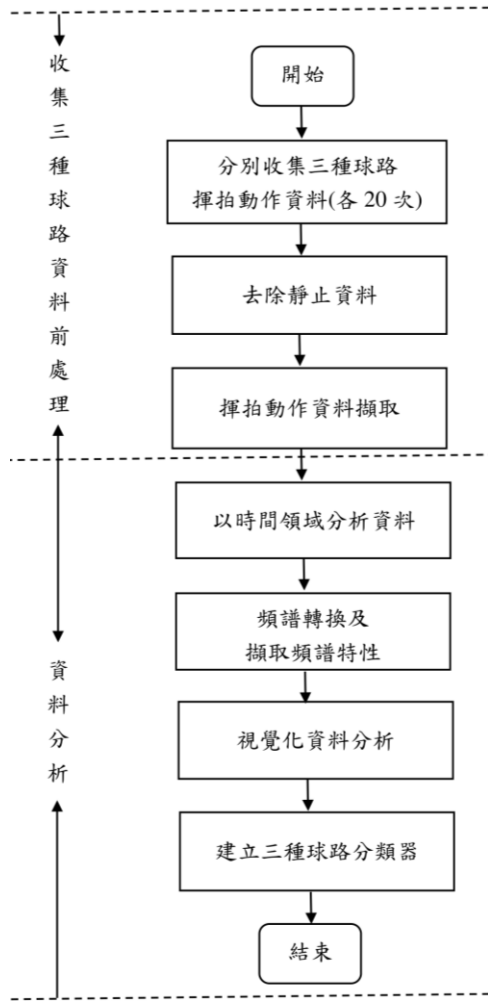 收集三種球路資料前處理
開始
分別收集三種球路
揮拍動作資料(各 20 次)
去除靜止資料
揮拍動作資料擷取
資料分析
以時間領域分析資料
頻譜轉換及
擷取頻譜特性
視覺化資料分析
建立三種球路分類器
結束